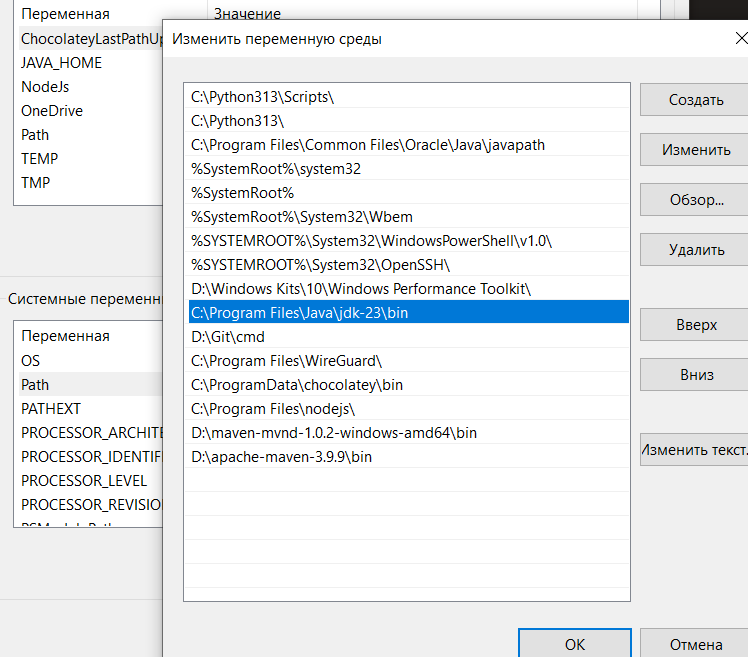 Переменная Значение
ChocolateyLastPathUp
JAVA_HOME
NodeJs
OneDrive
Path
TEMP
TMP
Системные переменн
Переменная
OS
Path
PATHEXT
PROCESSOR_ARCHITE
PROCESSOR_IDENTIF
PROCESSOR_LEVEL
PROCESSOR_REVISIO
Изменить переменную среды
C:\Python313\Scripts\
C:\Python313\
C:\Program Files\Common Files\Oracle\Java\javapath
%SystemRoot%\system32
%SystemRoot%
%SystemRoot%\System32\Wbem
%SYSTEMROOT%\System32\WindowsPowerShell\v1.0\
%SYSTEMROOT%\System32\OpenSSH\
D:\Windows Kits\10\Windows Performance Toolkit\
C:\Program Files\Java\jdk-23\bin
D:\Git\cmd
C:\Program Files\WireGuard\
C:\ProgramData\chocolatey\bin
C:\Program Files\nodejs\
D:\maven-mvnd-1.0.2-windows-amd64\bin
D:\apache-maven-3.9.9\bin
Создать
Изменить
Обзор...
Удалить
Вверх
Вниз
Изменить текст.
ОК
Отмена